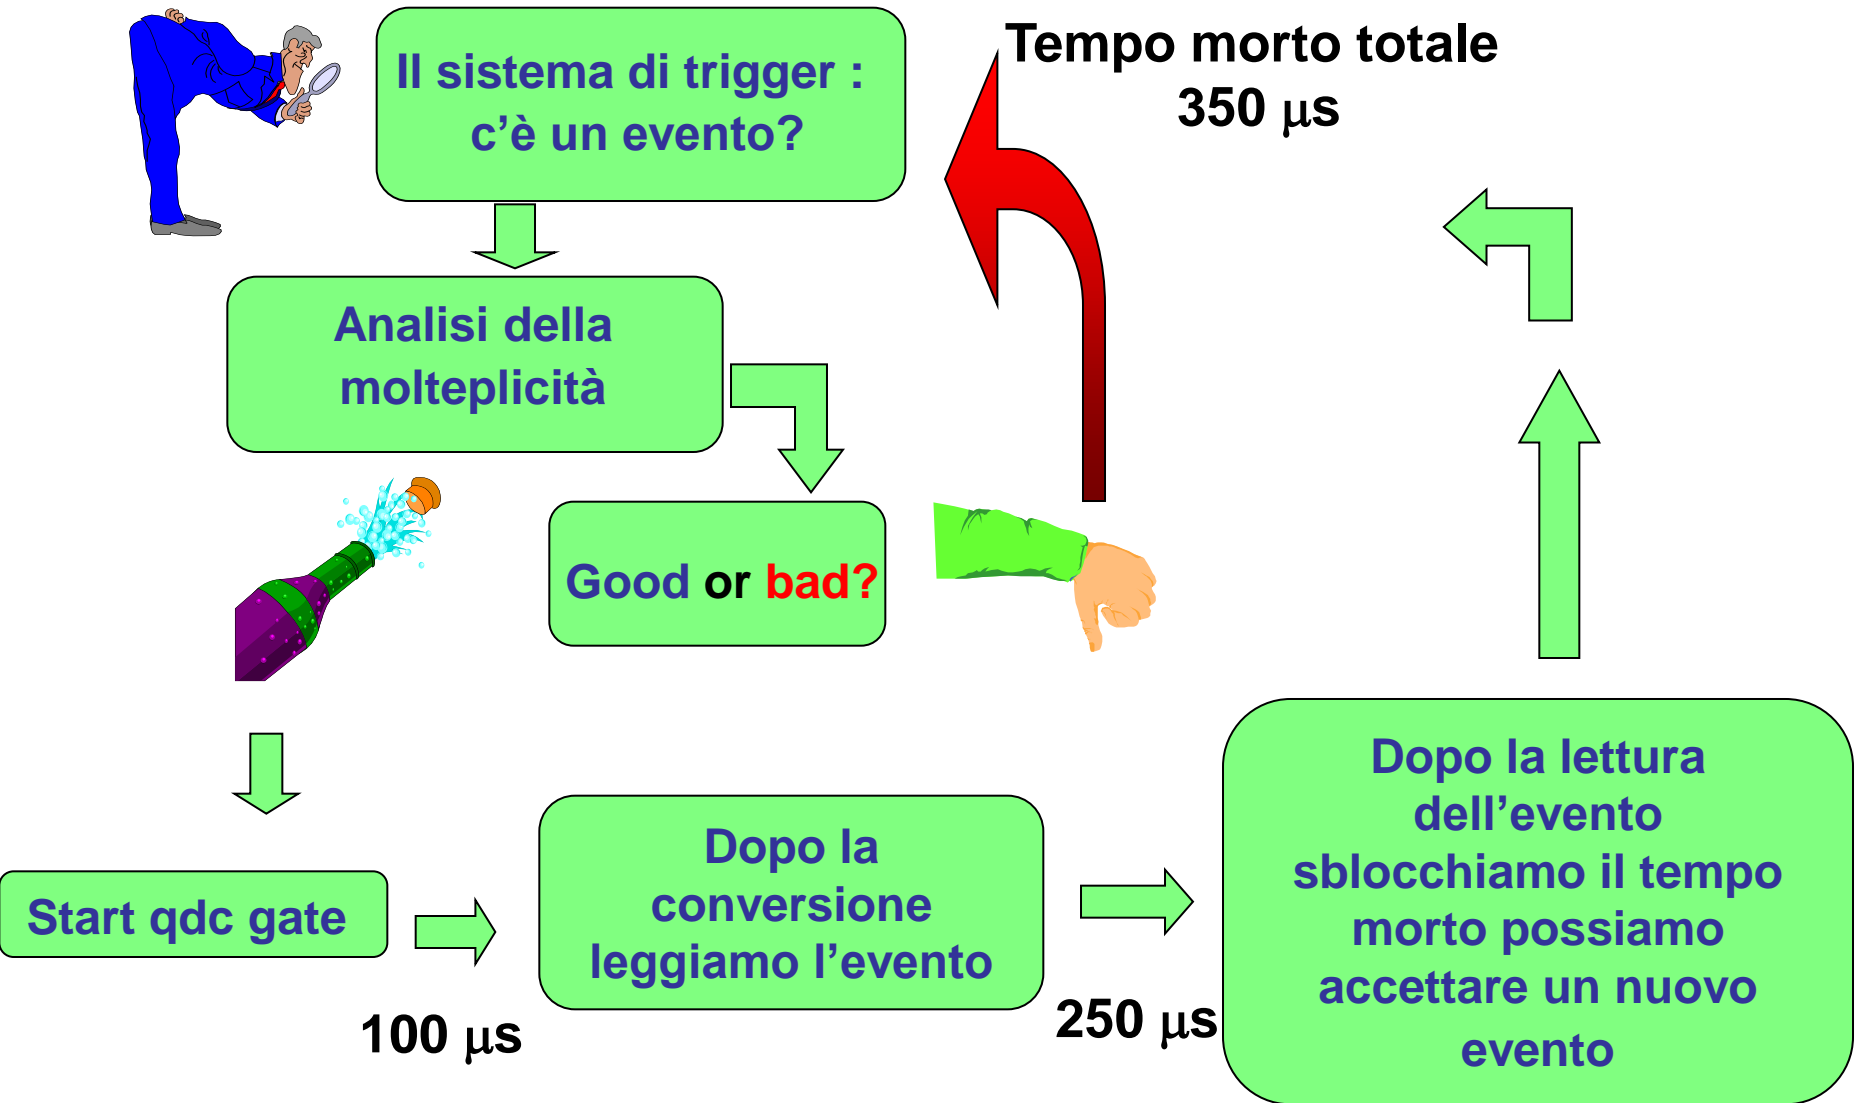 Il sistema di trigger :
c’è un evento?
Tempo morto totale
350 μs
Analisi della
molteplicità
Good or bad?
Start qdc gate
100 μs
Dopo la
conversione
leggiamo l’evento
250 μs
Dopo la lettura
dell’evento
sblocchiamo il tempo
morto possiamo
accettare un nuovo
evento